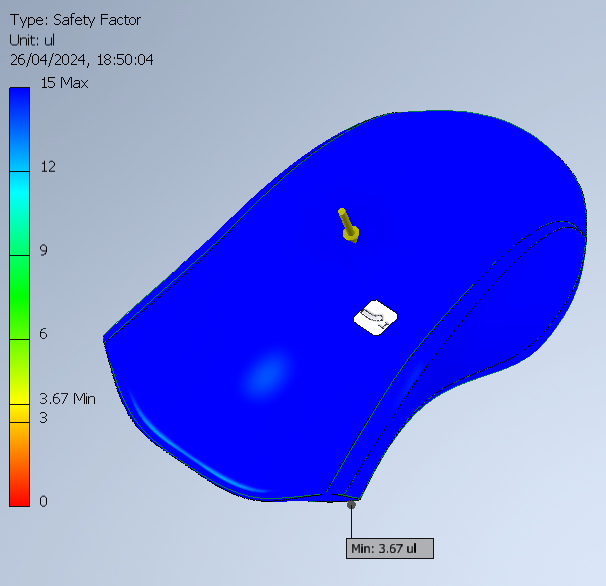 Type: Safety Factor
Unit: ul
26/04/2024, 18:50:04
15 Max
12
9
6
3.67 Min
3
0
Min: 3.67 ul